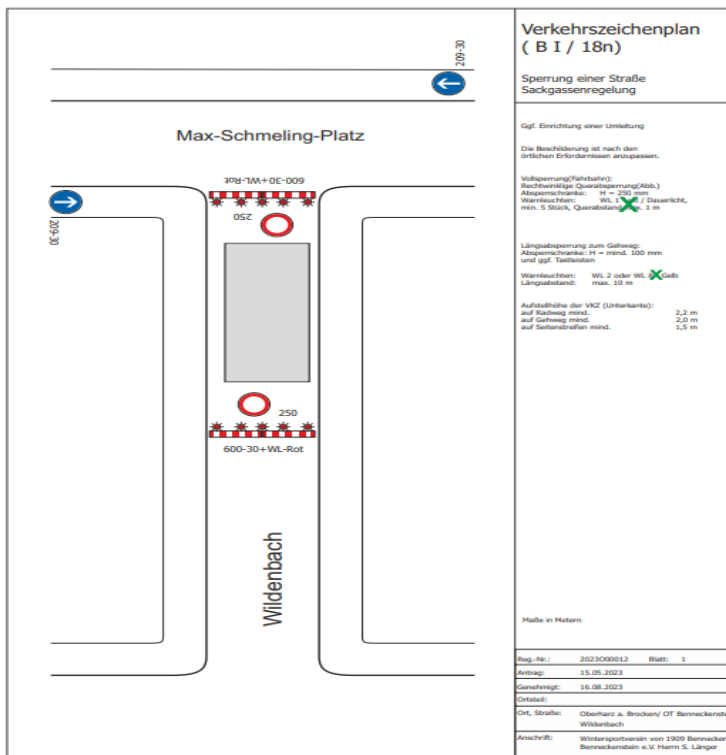 209-30
Max-Schmeling-Platz
600-30+WL-Rot
250
209-30
250
600-30+WL-Rot
Wildenbach
Verkehrszeichenplan
( B I / 18n)
Sperrung einer Straße
Sackgassenregelung
Ggf. Einrichtung einer Umleitung
Die Beschilderung ist nach den
örtlichen Erfordernissen anzupassen.
Vollsperrung(Fahrbahn):
Rechtwinklige Querabsperrung(Abb.)
Absperrschranke: H = 250 mm
Warnleuchten: WL 1 / Dauerlicht,
min. 5 Stück, 1 m
Längsabsperrung zum Gehweg:
Absperrschranke: H = mind. 100 mm
und ggf. Tastleisten
Warnleuchten: WL 2 oder WL Gelb
Längsabstand: max. 10 m
Aufstellhöhe der VKZ (Unterkante):
auf Radweg mind. 2,2 m
auf Gehweg mind. 2,0 m
auf Seitenstreifen mind. 1,5 m
Maße in Metern
Reg.-Nr.: 2023O00012 Blatt: 1
Antrag: 15.05.2023
Genehmigt: 16.08.2023
Ortsteil:
Ort, Straße: Oberharz a. Brocken/ OT
Wildenbach
Anschrift: Wintersportverein von 1909
Benneckenstein e.V. Herrn S. Länger